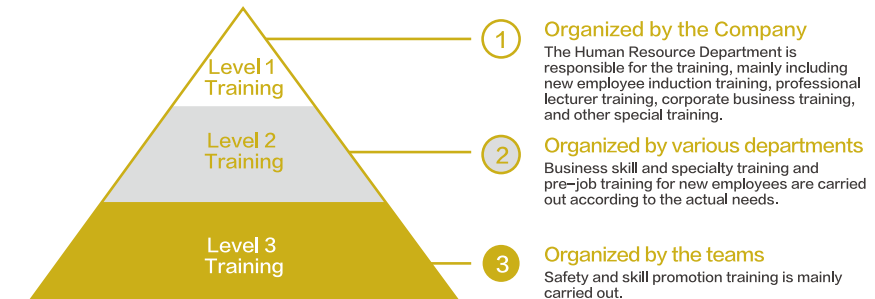 Level 1
Training
1
Organized by the Company
The Human Resource Department is
responsible for the training, mainly including
new employee induction training, professional
lecturer training, corporate business training,
and other special training.
Level 2
Training
2
Organized by various departments
Business skill and specialty training and
pre–job training for new employees are carried
out according to the actual needs.
Level 3
Training
3
Organized by the teams
Safety and skill promotion training is mainly
carried out.